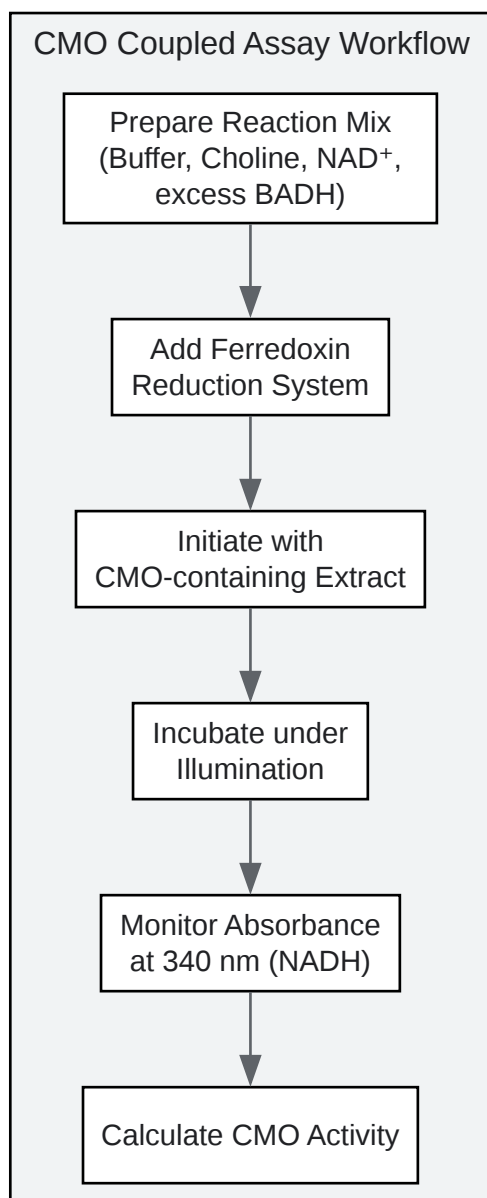 CMO Coupled Assay Workflow
Prepare Reaction Mix
(Buffer, Choline, NAD⁺,
excess BADH)
Add Ferredoxin
Reduction System
Initiate with
CMO-containing Extract
Incubate under
Illumination
Monitor Absorbance
at 340 nm (NADH)
Calculate CMO Activity